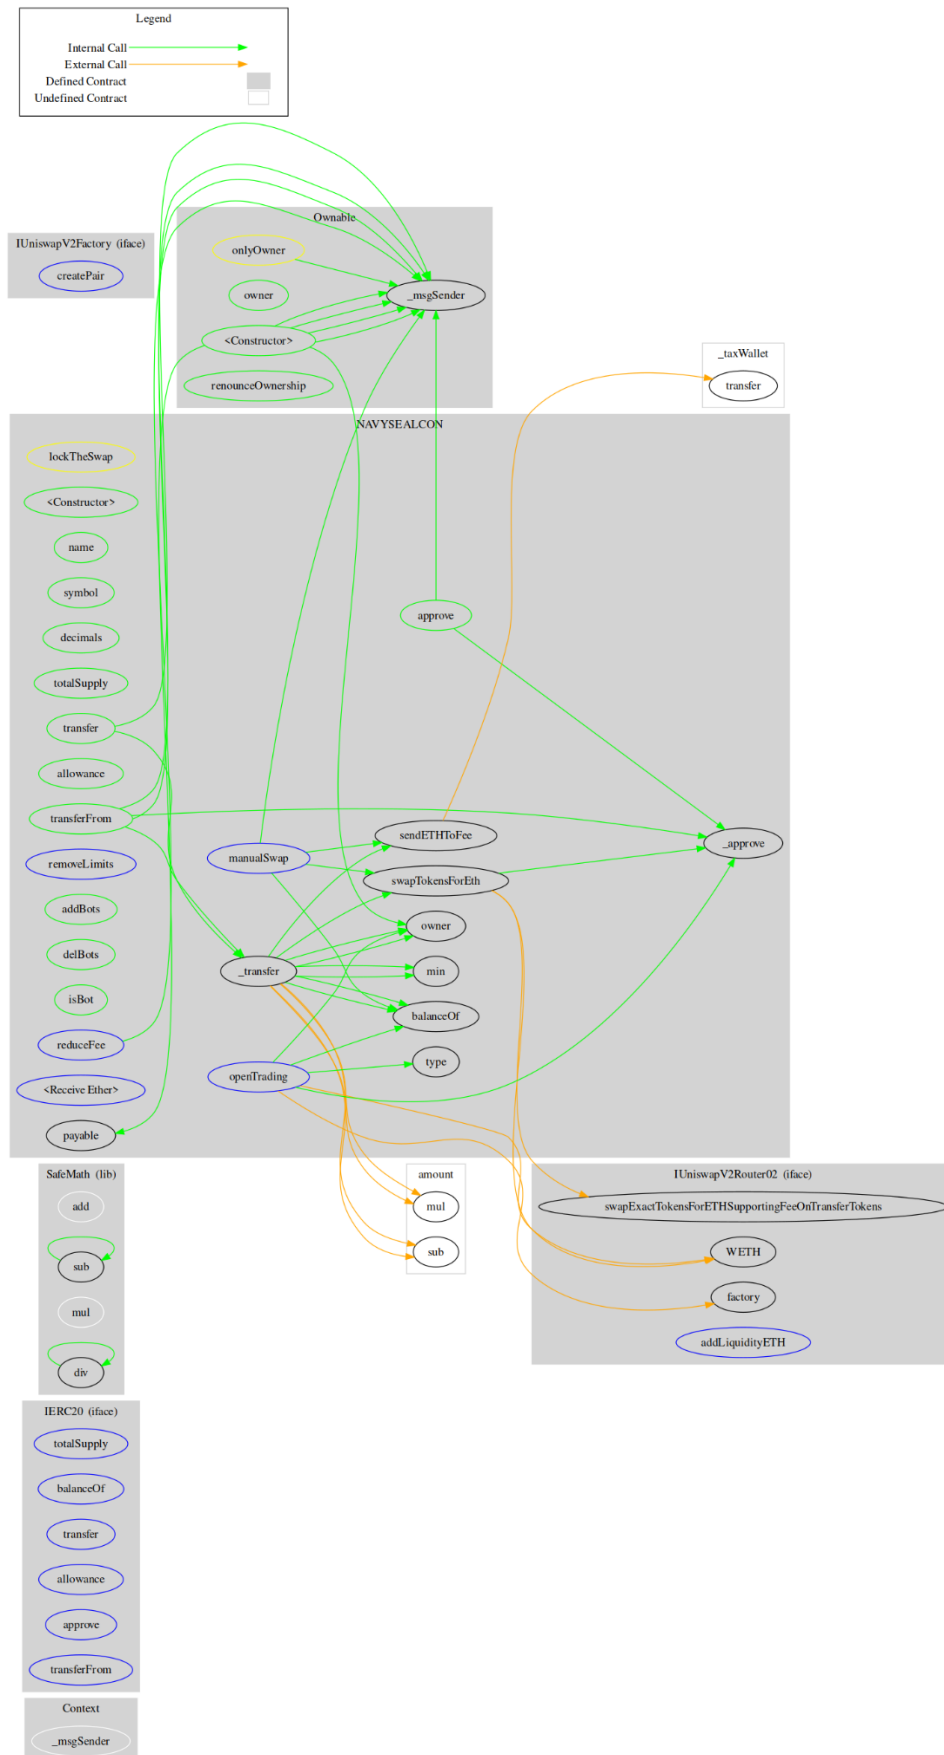 Legend
Internal Call
External Call
Defined Contract
Undefined Contract
Ownable
IUniswapV2Factory (iface)
createPair
onlyOwner
owner
_msgSender
<Constructor>
renounceOwnership
_taxWallet
transfer
NAVYSEALCON
lockTheSwap
<Constructor>
name
symbol
decimals
totalSupply
transfer
allowance
transferFrom
removeLimits
addBots
delBots
isBot
reduceFee
<Receive Ether>
payable
approve
manualSwap
_transfer
openTrading
sendETHToFee
swapTokensForEth
owner
min
balanceOf
type
_approve
SafeMath (lib)
add
sub
mul
div
amount
mul
sub
IUniswapV2Router02 (iface)
swapExactTokensForETHSupportingFeeOnTransferTokens
WETH
factory
addLiquidityETH
IERC20 (iface)
totalSupply
balanceOf
transfer
allowance
approve
transferFrom
Context
_msgSender